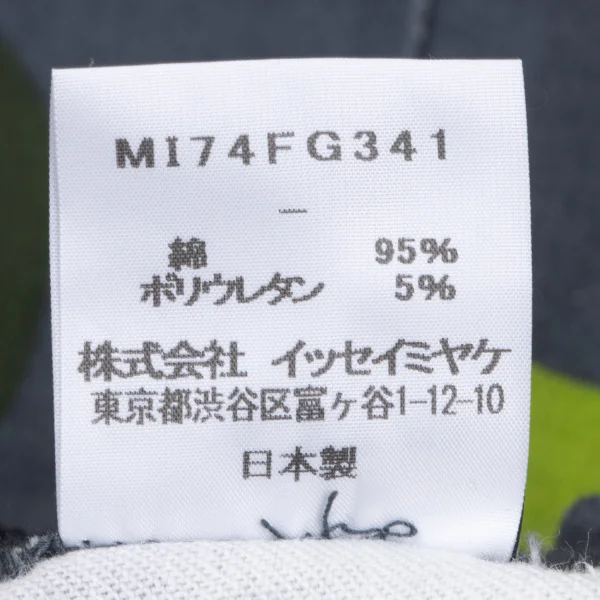 MI74FG341
—
綿 95%
ポリウレタン 5%
株式会社 イッセイミヤケ
東京都渋谷区富ヶ谷1-12-10
日本製